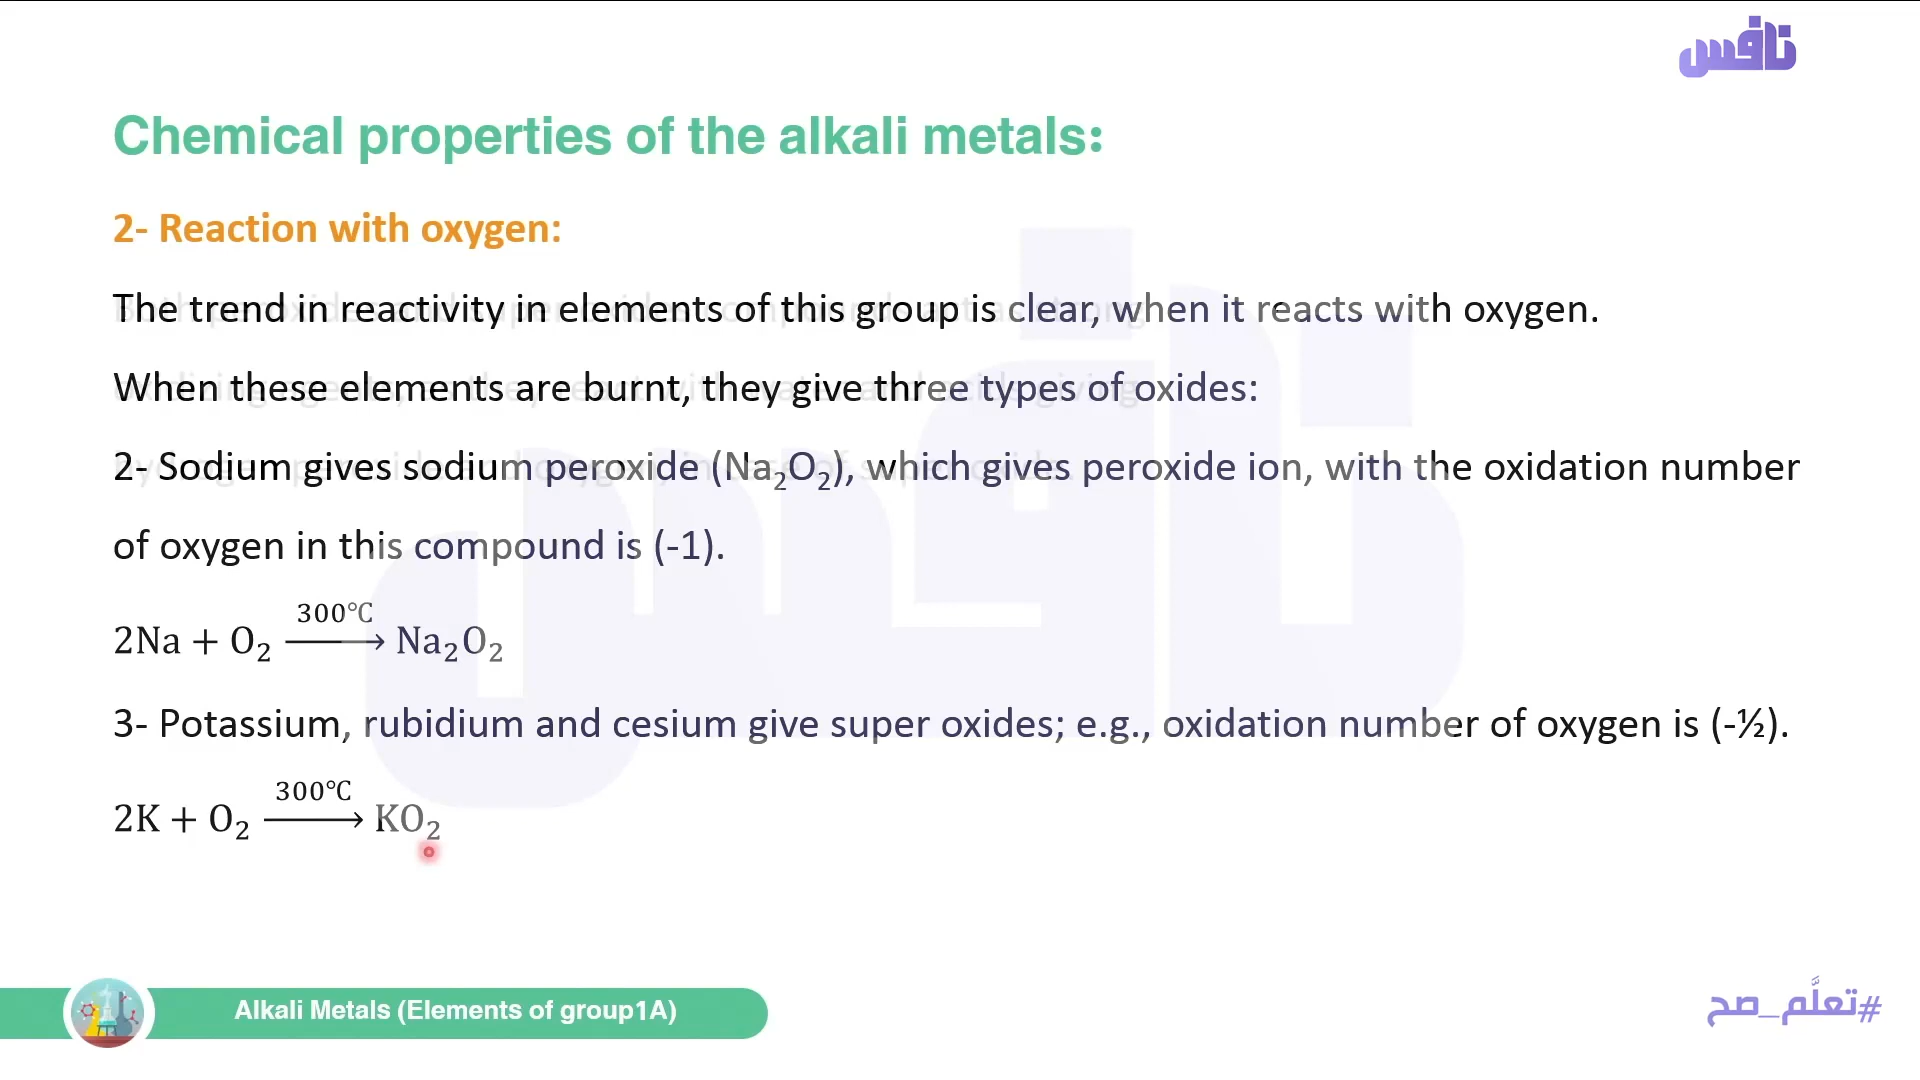 نافس
Chemical properties of the alkali metals:
2- Reaction with oxygen:
The trend in reactivity in elements of this group is clear, when it reacts with oxygen.
When these elements are burnt, they give three types of oxides:
2- Sodium gives sodium peroxide (Na₂O₂), which gives peroxide ion, with the oxidation number
of oxygen in this compound is (-1).
300℃
2Na + O₂ ⟶ Na₂O₂
3- Potassium, rubidium and cesium give super oxides; e.g., oxidation number of oxygen is (-½).
300℃
2K + O₂ ⟶ KO₂
Alkali Metals (Elements of group1A)
#تعلَّم_صح